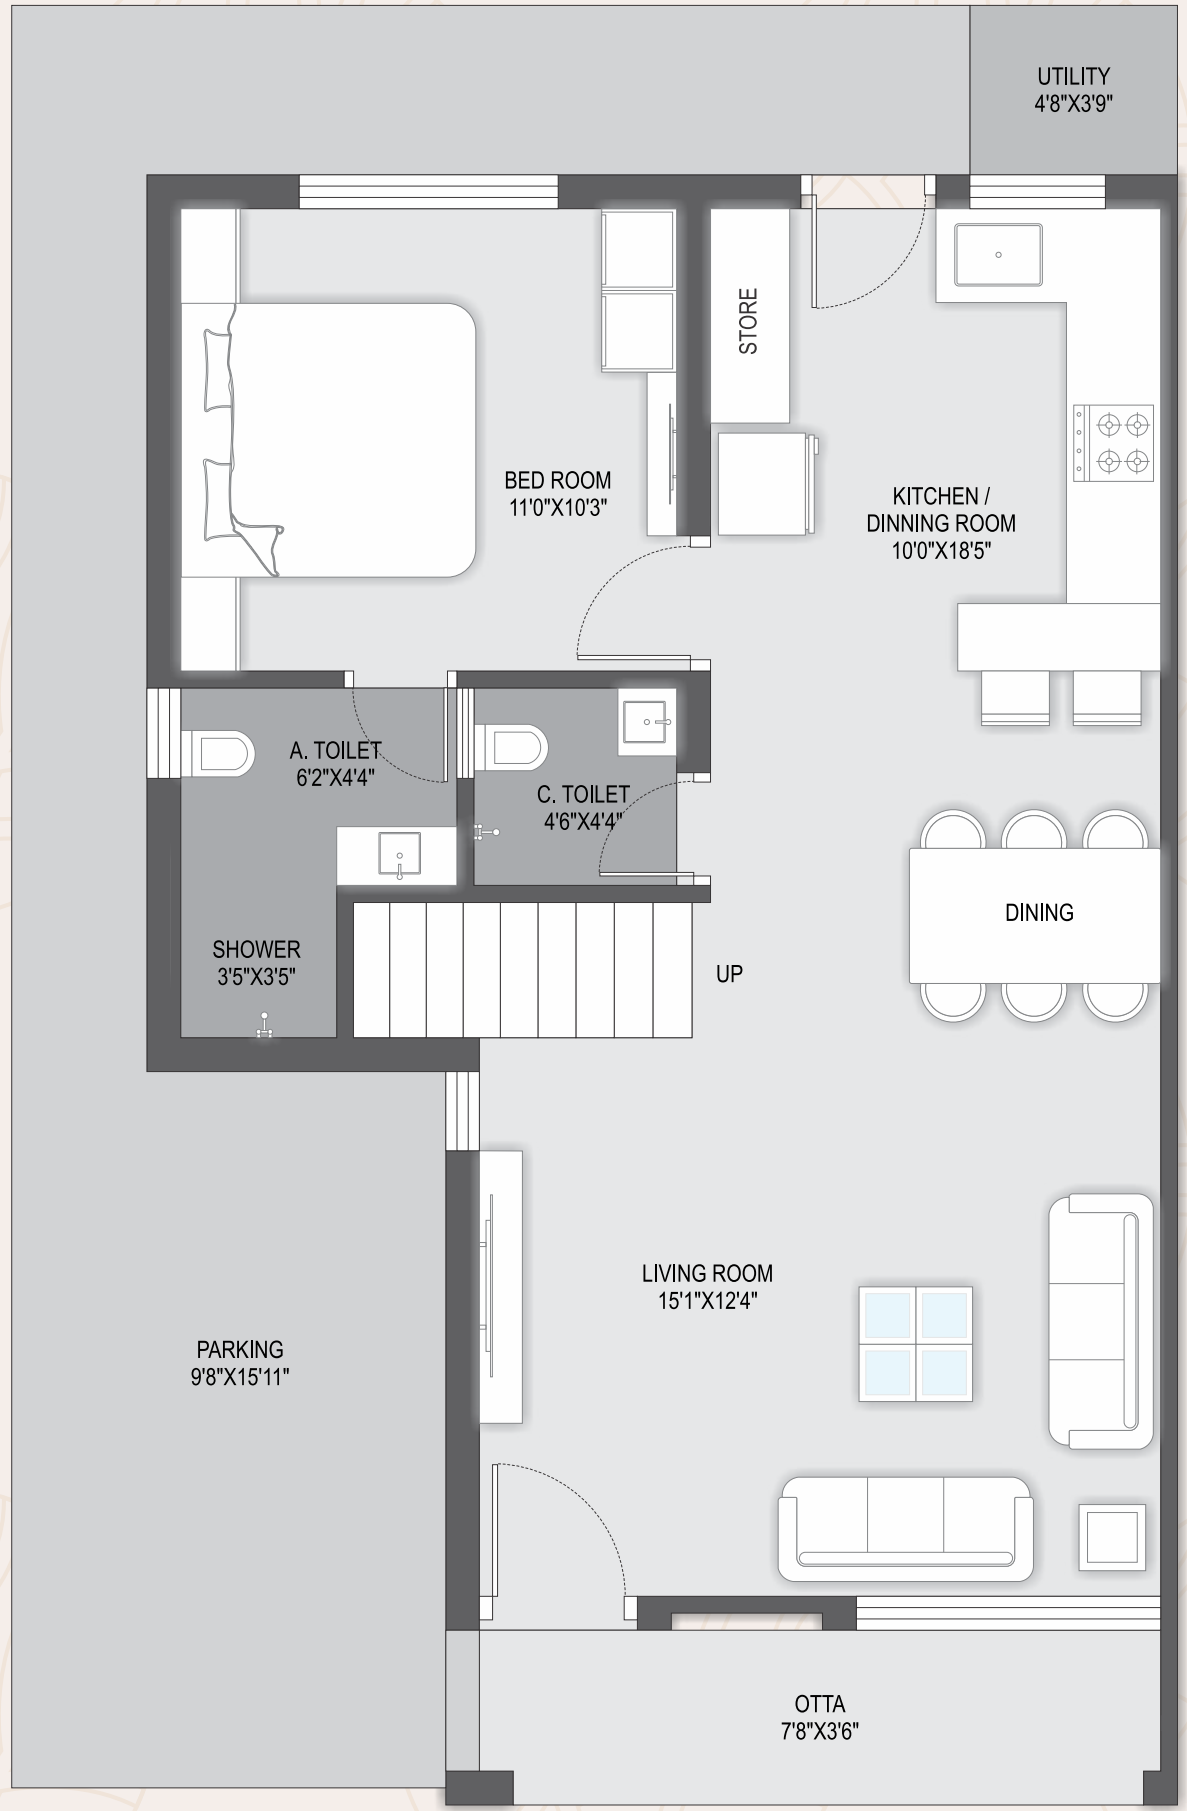 UTILITY
4'8"X3'9"
STORE
BED ROOM
11'0"X10'3"
KITCHEN /
DINNING ROOM
10'0"X18'5"
A. TOILET
6'2"X4'4"
C. TOILET
4'6"X4'4"
DINING
SHOWER
3'5"X3'5"
UP
LIVING ROOM
15'1"X12'4"
PARKING
9'8"X15'11"
OTTA
7'8"X3'6"